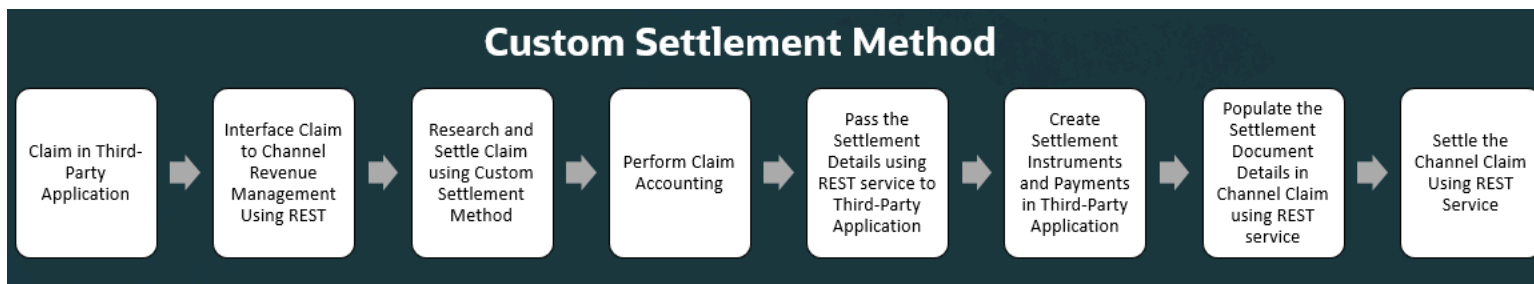 Custom Settlement Method
Claim in Third-
Party
Application
Interface Claim
to Channel
Revenue
Management
Using REST
Research and
Settle Claim
using Custom
Settlement
Method
Perform Claim
Accounting
Pass the
Settlement
Details using
REST service to
Third-Party
Application
Create
Settlement
Instruments
and Payments
in Third-Party
Application
Populate the
Settlement
Document
Details in
Channel Claim
using REST
service
Settle the
Channel Claim
Using REST
Service